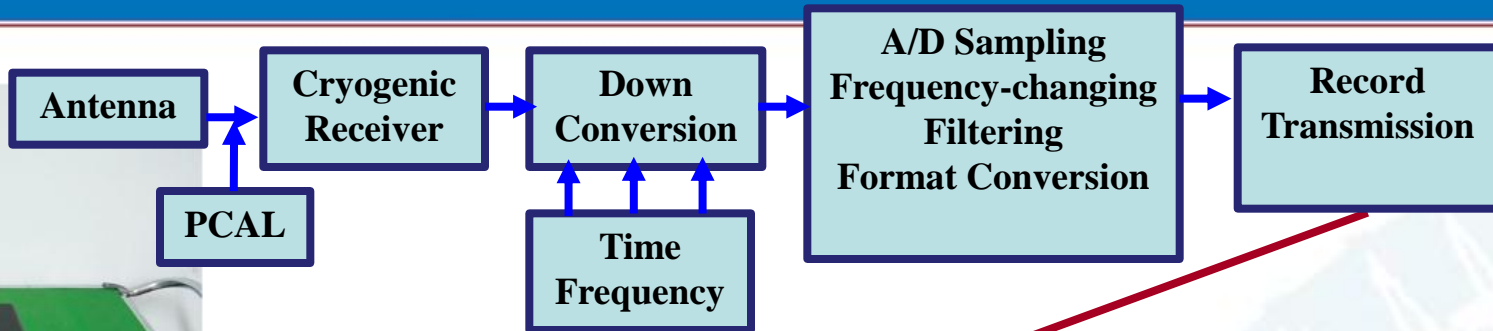 Antenna
PCAL
Cryogenic
Receiver
Down
Conversion
Time
Frequency
A/D Sampling
Frequency-changing
Filtering
Format Conversion
Record
Transmission